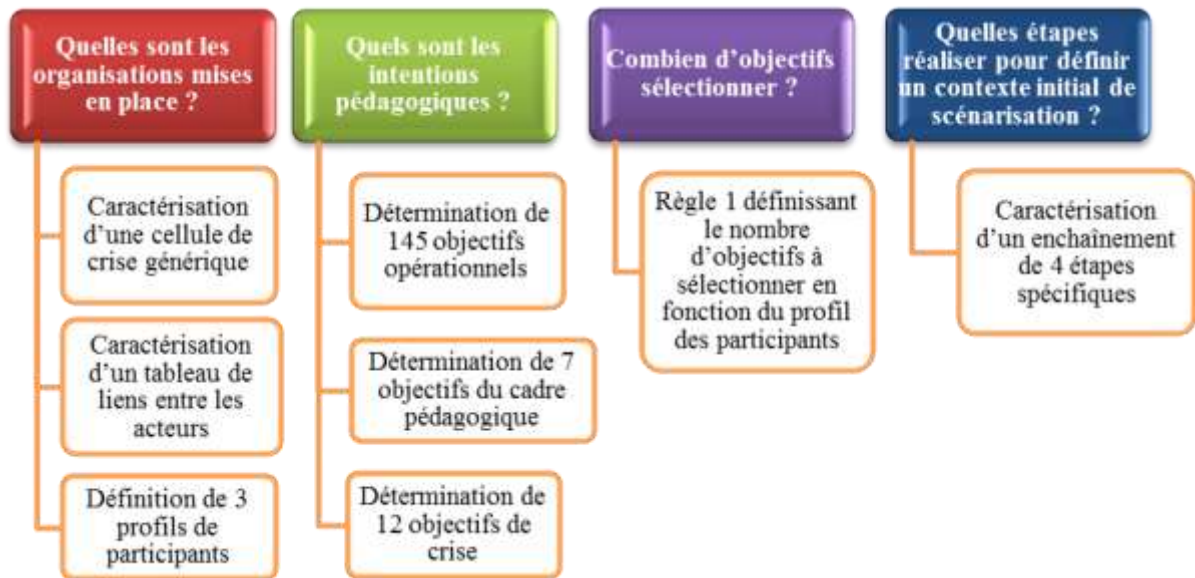 Quelles sont les
organisations mises
en place ?
Caractérisation
d'une cellule de
crise générique
Caractérisation
d'un tableau de
liens entre les
acteurs
Définition de 3
profils de
participants
Quels sont les
intentions
pédagogiques ?
Détermination de
145 objectifs
opérationnels
Détermination de 7
objectifs du cadre
pédagogique
Détermination de
12 objectifs de
crise
Combien d'objectifs
sélectionner ?
Règle 1 définissant
le nombre
d'objectifs à
sélectionner en
fonction du profil
des participants
Quelles étapes
réaliser pour définir
un contexte initial de
scénarisation ?
Caractérisation
d'un enchaînement
de 4 étapes
spécifiques